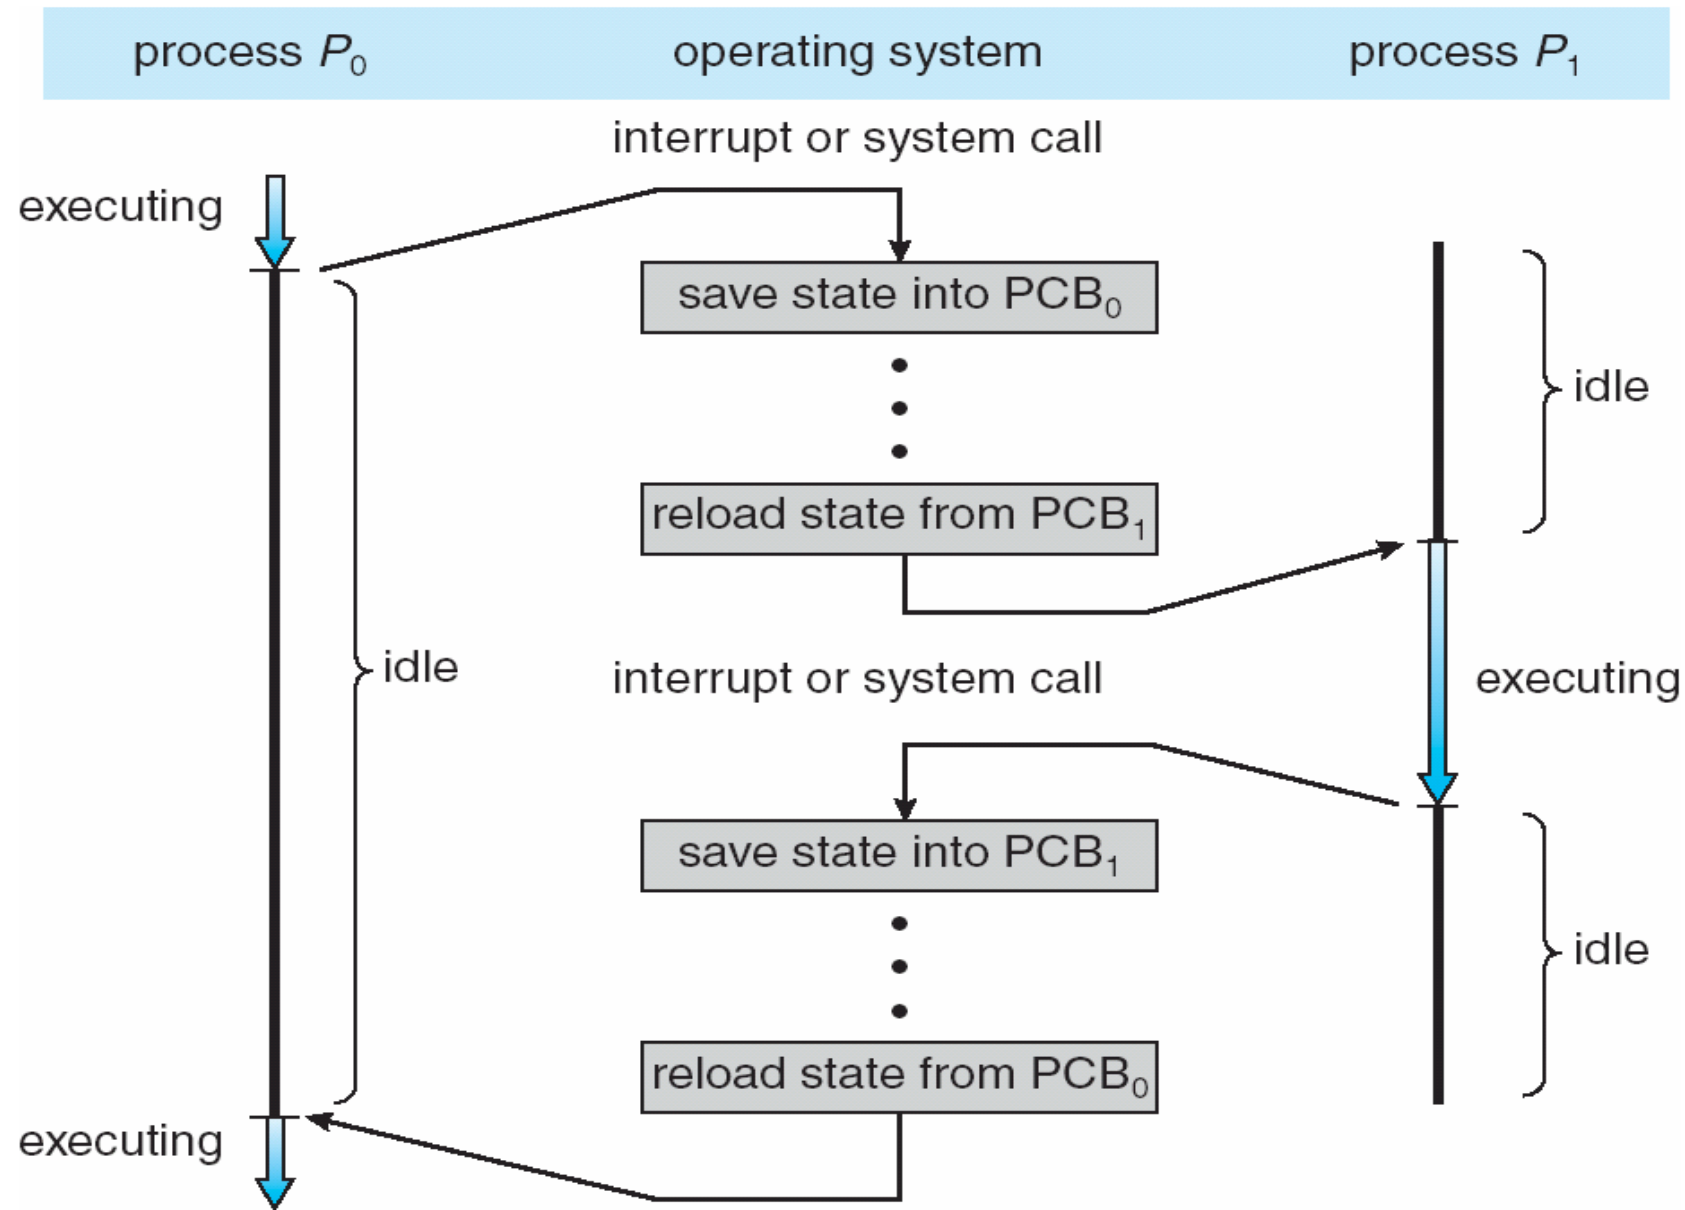 process P₀ operating system process P₁
interrupt or system call
executing
save state into PCB₀
idle
reload state from PCB₁
idle
interrupt or system call
executing
save state into PCB₁
idle
reload state from PCB₀
executing